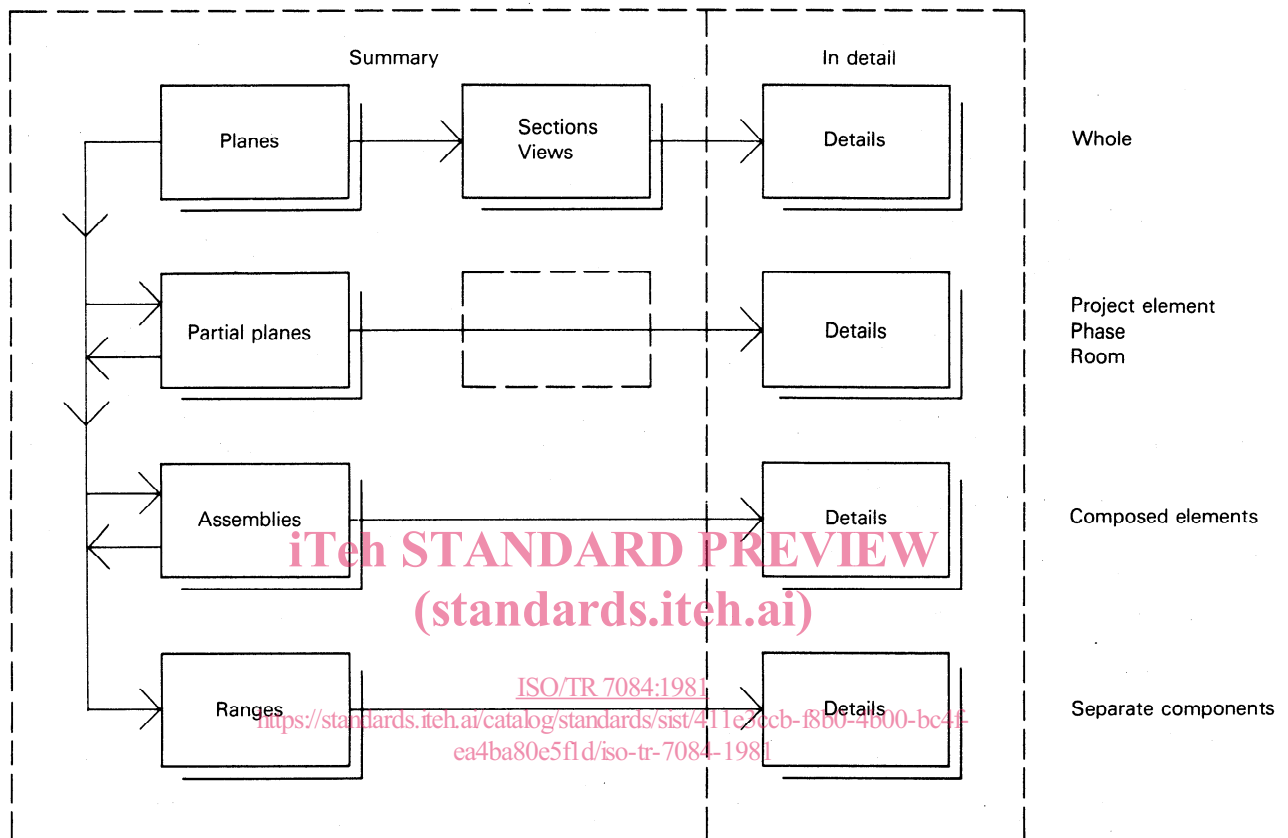 Summary
In detail
Planes
Sections
Views
Details
Whole
Partial planes
Details
Project element
Phase
Room
Assemblies
Details
Composed elements
iTeh STANDARD PREVIEW
(standards.iteh.ai)
Ranges
Details
Separate components
ISO/TR 7084:1981
https://standards.iteh.ai/catalog/standards/sist/411e3ccb-f8b0-4b00-bc4f-
ea4ba80e5f1d/iso-tr-7084-1981